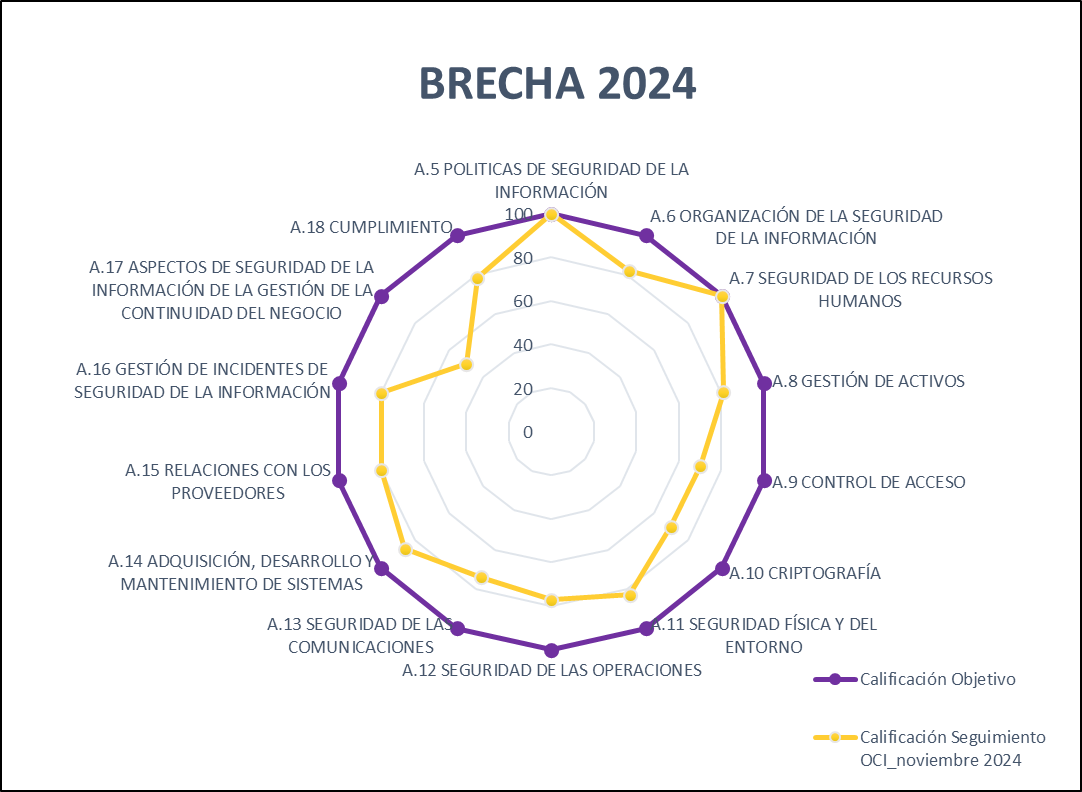 BRECHA 2024
A.5 POLITICAS DE SEGURIDAD DE LA
INFORMACIÓN
A.6 ORGANIZACIÓN DE LA SEGURIDAD
DE LA INFORMACIÓN
A.7 SEGURIDAD DE LOS RECURSOS
HUMANOS
A.8 GESTIÓN DE ACTIVOS
A.9 CONTROL DE ACCESO
A.10 CRIPTOGRAFÍA
A.11 SEGURIDAD FÍSICA Y DEL
ENTORNO
A.12 SEGURIDAD DE LAS OPERACIONES
A.13 SEGURIDAD DE LAS
COMUNICACIONES
A.14 ADQUISICIÓN, DESARROLLO Y
MANTENIMIENTO DE SISTEMAS
A.15 RELACIONES CON LOS
PROVEEDORES
A.16 GESTIÓN DE INCIDENTES DE
SEGURIDAD DE LA INFORMACIÓN
A.17 ASPECTOS DE SEGURIDAD DE LA
INFORMACIÓN DE LA GESTIÓN DE LA
CONTINUIDAD DEL NEGOCIO
A.18 CUMPLIMIENTO
100
80
60
40
20
0
Calificación Objetivo
Calificación Seguimiento
OCI_noviembre 2024